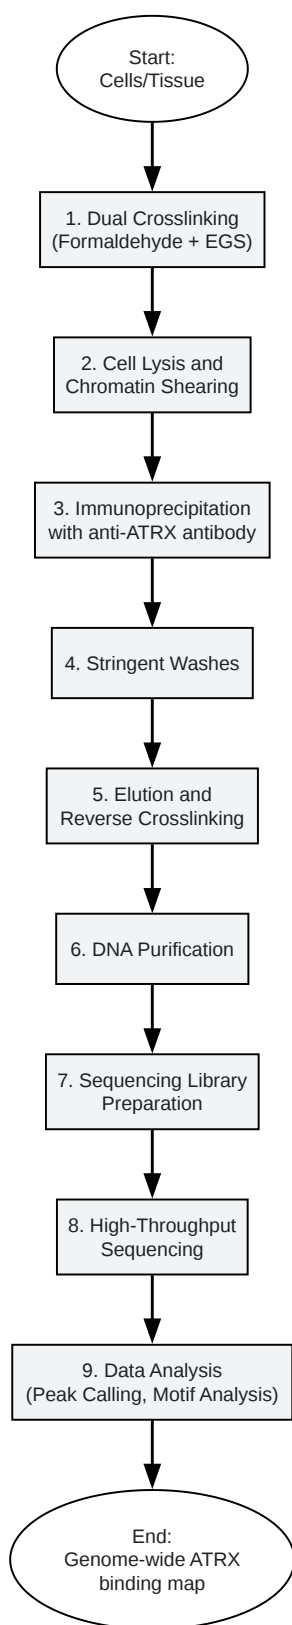 Start:
Cells/Tissue
1. Dual Crosslinking
(Formaldehyde + EGS)
2. Cell Lysis and
Chromatin Shearing
3. Immunoprecipitation
with anti-ATRX antibody
4. Stringent Washes
5. Elution and
Reverse Crosslinking
6. DNA Purification
7. Sequencing Library
Preparation
8. High-Throughput
Sequencing
9. Data Analysis
(Peak Calling, Motif Analysis)
End:
Genome-wide ATRX
binding map